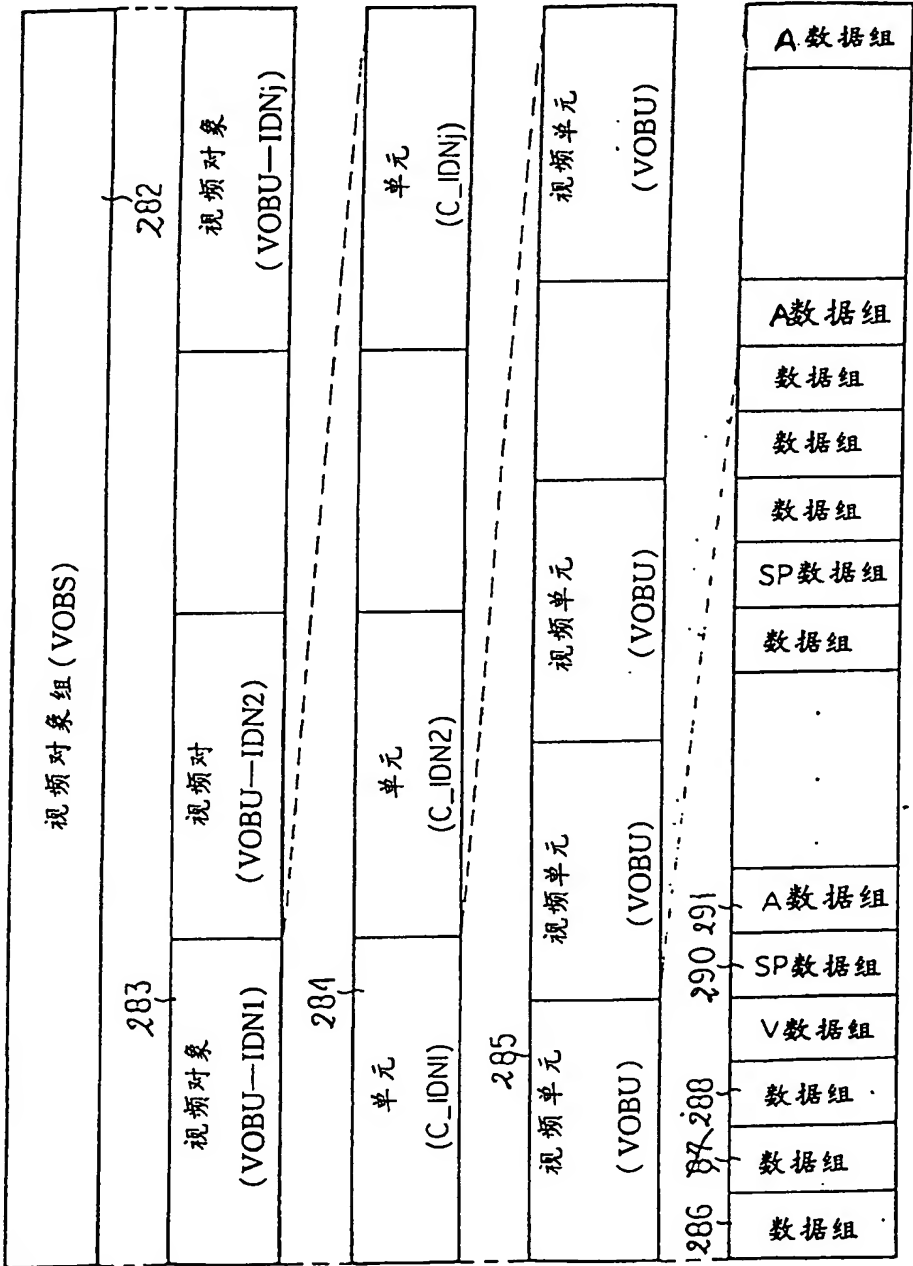 视频对象组(VOBS)
282
283
视频对象
(VOBU—IDN1)
视频对
(VOBU—IDN2)
视频对象
(VOBU—IDNj)
284
单元
(C_IDN1)
单元
(C_IDN2)
单元
(C_IDNj)
285
视频单元
(VOBU)
视频单元
(VOBU)
视频单元
(VOBU)
视频单元
(VOBU)
286
288
290
291
数据组
数据组
数据组
V数据组
SP数据组
A数据组
· · ·
数据组
SP数据组
数据组
数据组
数据组
A数据组
A数据组